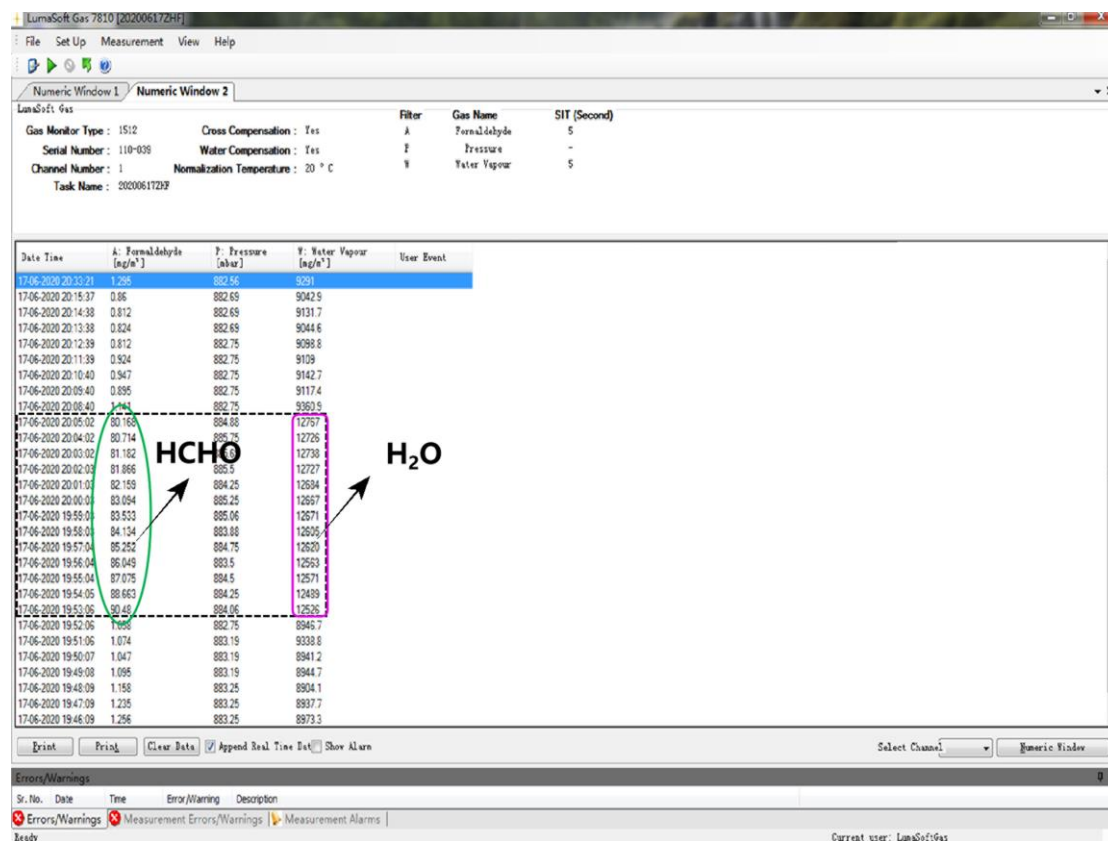 LumaSoft Gas 7810 [20200617ZHF]
File Set Up Measurement View Help
Numeric Window 1 Numeric Window 2
LumaSoft Gas
Filter Gas Name SIT (Second)
Gas Monitor Type : 1512 Cross Compensation : Yes A Formaldehyde 5
Serial Number : 110-039 Water Compensation : Yes P Pressure -
Channel Number : 1 Normalization Temperature : 20 ° C W Water Vapour 5
Task Name : 20200617ZHF
Date Time A: Formaldehyde [mg/m³] P: Pressure [mbar] W: Water Vapour [mg/m³] User Event
17-06-2020 20:33:21 1.295 882.56 9291
17-06-2020 20:15:37 0.86 882.69 9042.9
17-06-2020 20:14:38 0.812 882.69 9131.7
17-06-2020 20:13:38 0.824 882.69 9044.6
17-06-2020 20:12:39 0.812 882.75 9098.8
17-06-2020 20:11:39 0.924 882.75 9109
17-06-2020 20:10:40 0.947 882.75 9142.7
17-06-2020 20:09:40 0.895 882.75 9117.4
17-06-2020 20:08:40 882.75 9360.9
17-06-2020 20:05:02 80.168 884.88 12767
17-06-2020 20:04:02 80.714 885.75 12726
17-06-2020 20:03:02 81.182 12738
HCHO H₂O
17-06-2020 20:02:03 81.866 885.5 12727
17-06-2020 20:01:03 82.159 884.25 12684
17-06-2020 20:00:03 83.094 885.25 12667
17-06-2020 19:59:03 83.533 885.06 12671
17-06-2020 19:58:03 84.134 883.88 12605
17-06-2020 19:57:04 85.252 884.75 12620
17-06-2020 19:56:04 86.049 883.5 12563
17-06-2020 19:55:04 87.075 884.5 12571
17-06-2020 19:54:05 88.663 884.25 12489
17-06-2020 19:53:06 90.48 884.06 12526
17-06-2020 19:52:06 882.75 8946.7
17-06-2020 19:51:06 1.074 883.19 9338.8
17-06-2020 19:50:07 1.047 883.19 8941.2
17-06-2020 19:49:08 1.095 883.19 8944.7
17-06-2020 19:48:09 1.158 883.25 8904.1
17-06-2020 19:47:09 1.235 883.25 8937.7
17-06-2020 19:46:09 1.256 883.25 8973.3
Print Print Clear Data Append Real Time Dat Show Alarm Select Channel Numeric Window
Errors/Warnings
Sr. No. Date Time Error/Warning Description
Errors/Warnings Measurement Errors/Warnings Measurement Alarms
Ready Current user: LumaSoftGas